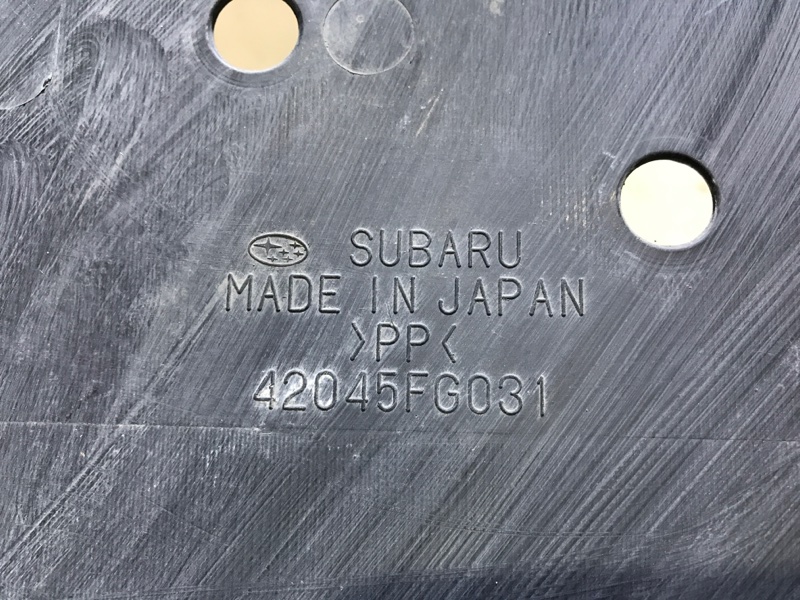 SUBARU
MADE IN JAPAN
>PP<
42045FG031